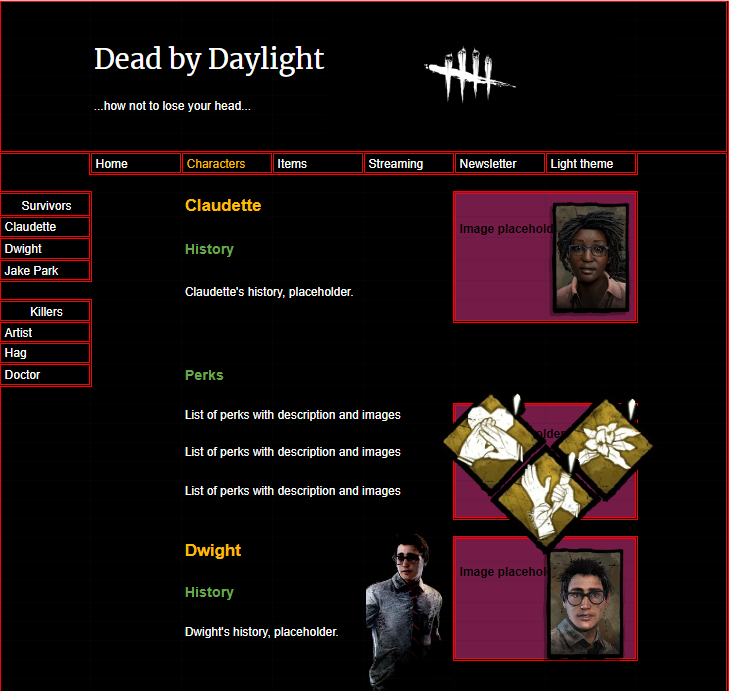 Dead by Daylight
...how not to lose your head...
Home
Characters
Items
Streaming
Newsletter
Light theme
Survivors
Claudette
Dwight
Jake Park
Killers
Artist
Hag
Doctor
Claudette
History
Claudette's history, placeholder.
Image placehold
Perks
List of perks with description and images
List of perks with description and images
List of perks with description and images
older
Dwight
History
Dwight's history, placeholder.
Image placehol